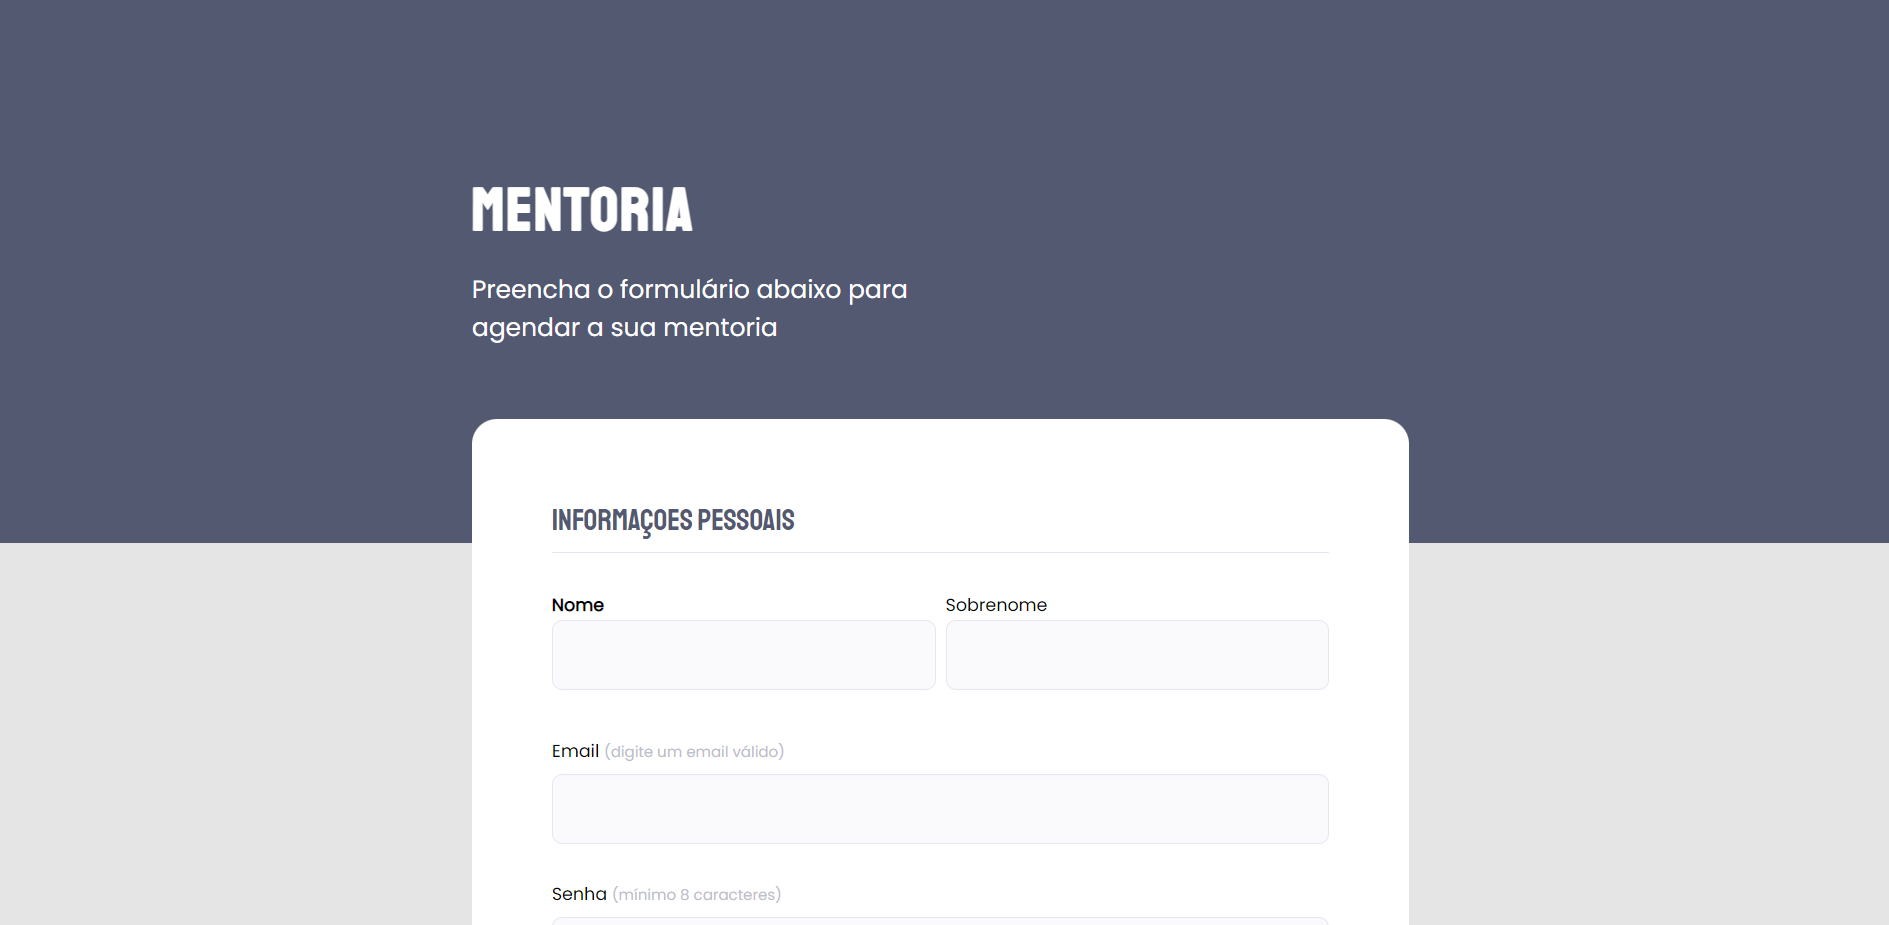 MENTORIA
Preencha o formulário abaixo para
agendar a sua mentoria
INFORMAÇOES PESSOAIS
Nome Sobrenome
Email (digite um email válido)
Senha (mínimo 8 caracteres)